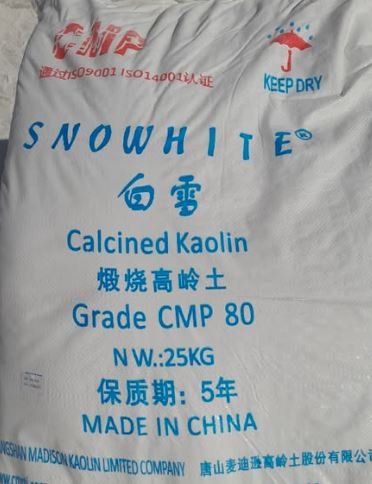 CMP
通过ISO9001 ISO14001认证
KEEP DRY
SNOWHITE®
白雪
Calcined Kaolin
煅烧高岭土
Grade CMP 80
NW.:25KG
保质期：5年
MADE IN CHINA
NGSHAN MADISON KAOLIN LIMITED COMPANY 唐山麦迪逊高岭土股份有限公